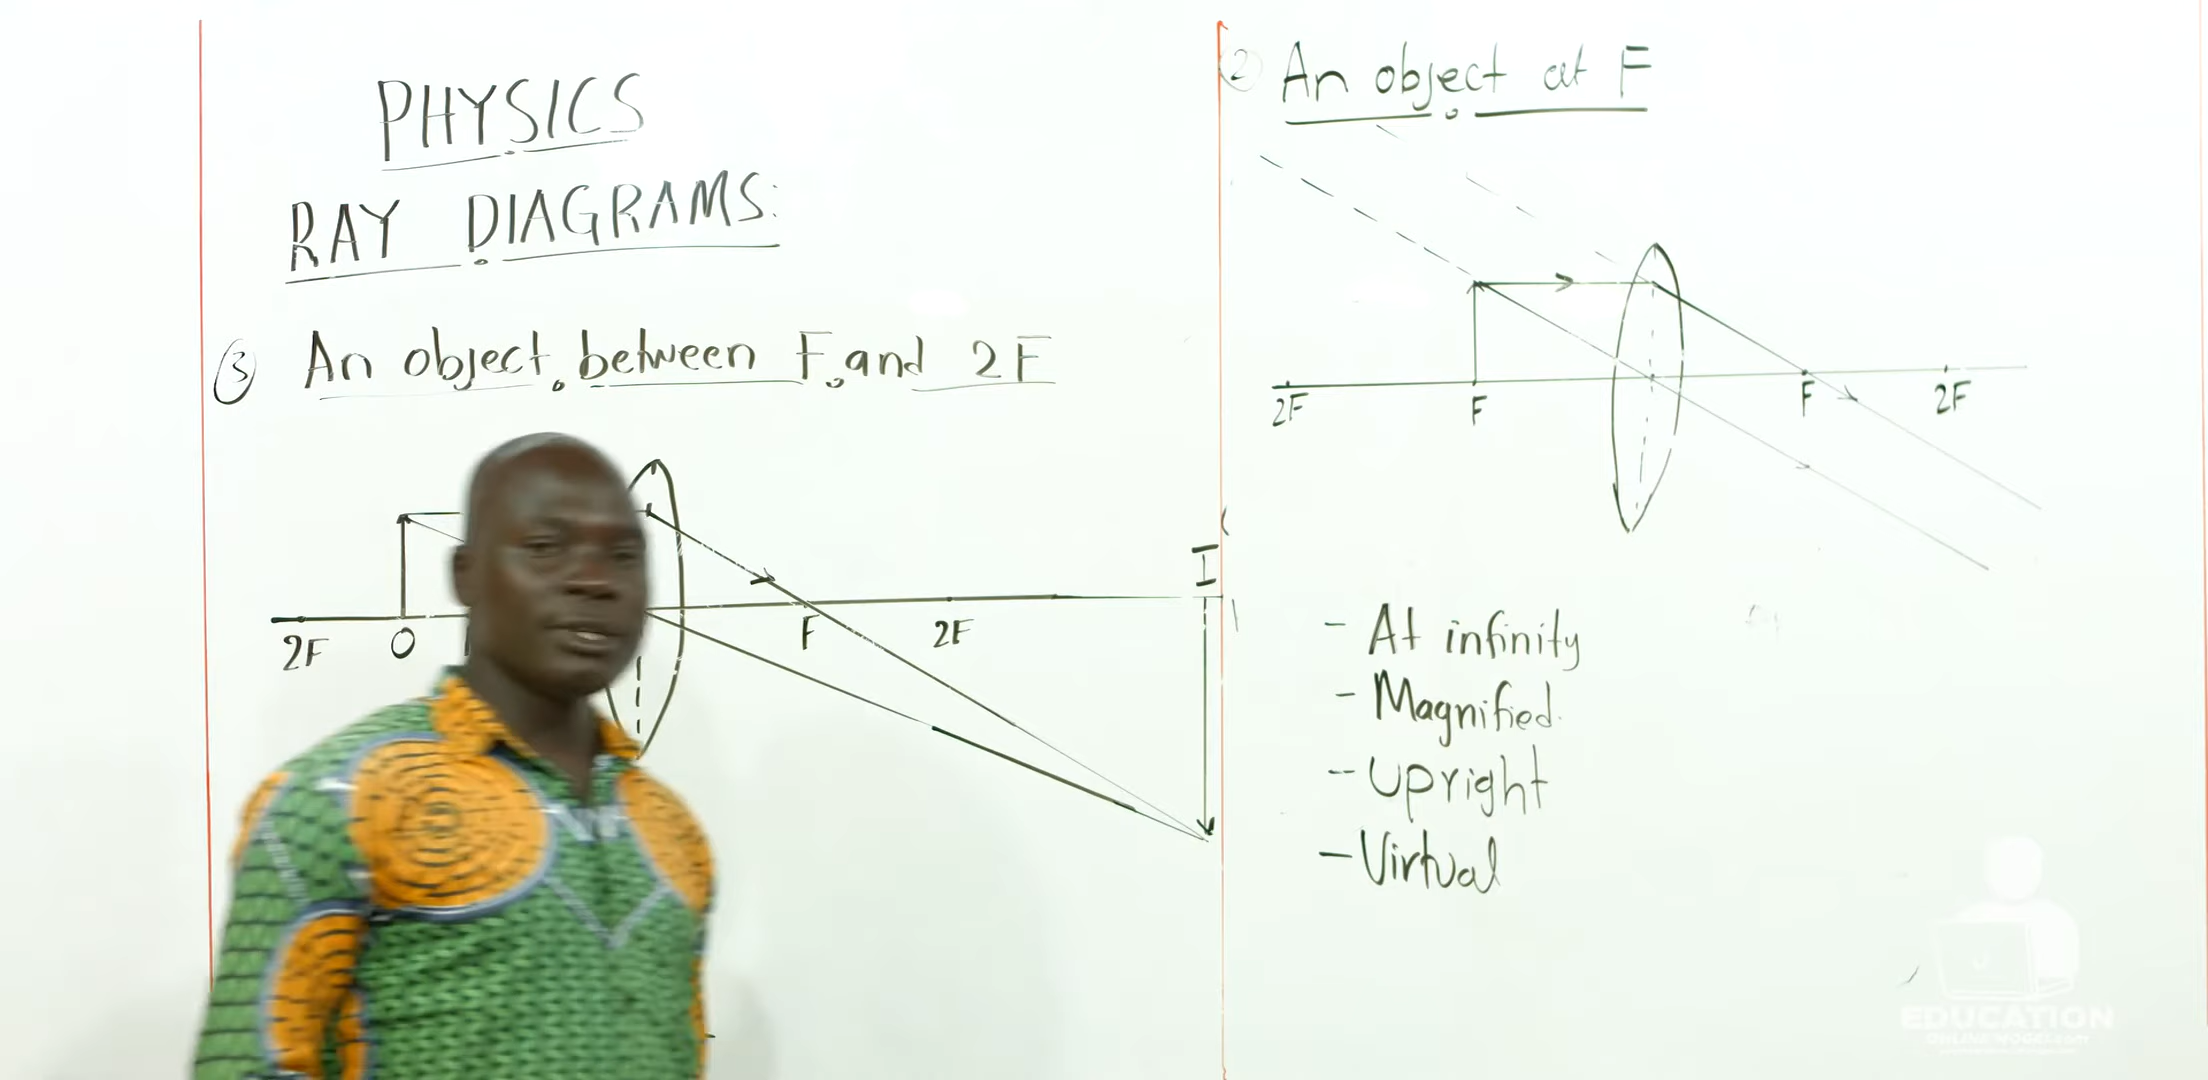 PHYSICS
RAY DIAGRAMS:
③ An object between F and 2F
2F O F 2F I
② An object at F
2F F F 2F
- At infinity
- Magnified.
- Upright
- Virtual
EDUCATION